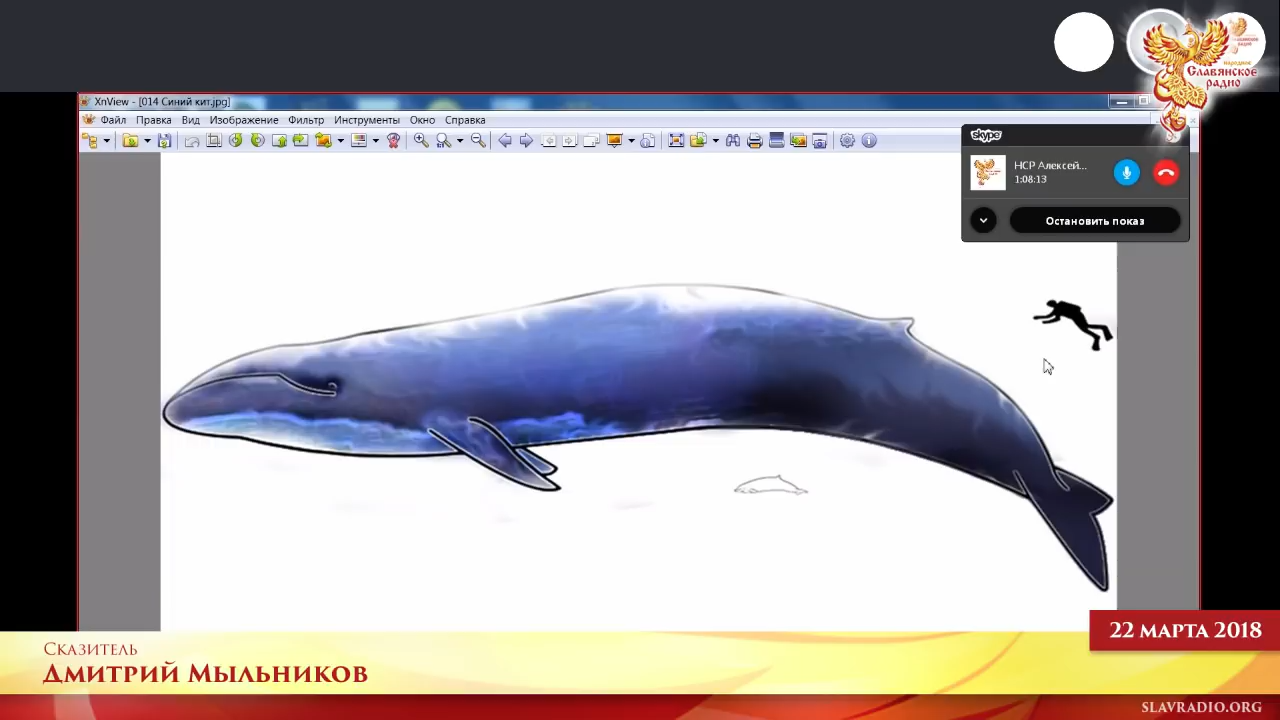 народное
Славянское
радио
XnView - [014 Синий кит.jpg]
Файл Правка Вид Изображение Фильтр Инструменты Окно Справка
skype
НСР Алексей...
1:08:13
Остановить показ
22 марта 2018
Сказитель
Дмитрий Мыльников
SLAVRADIO.ORG